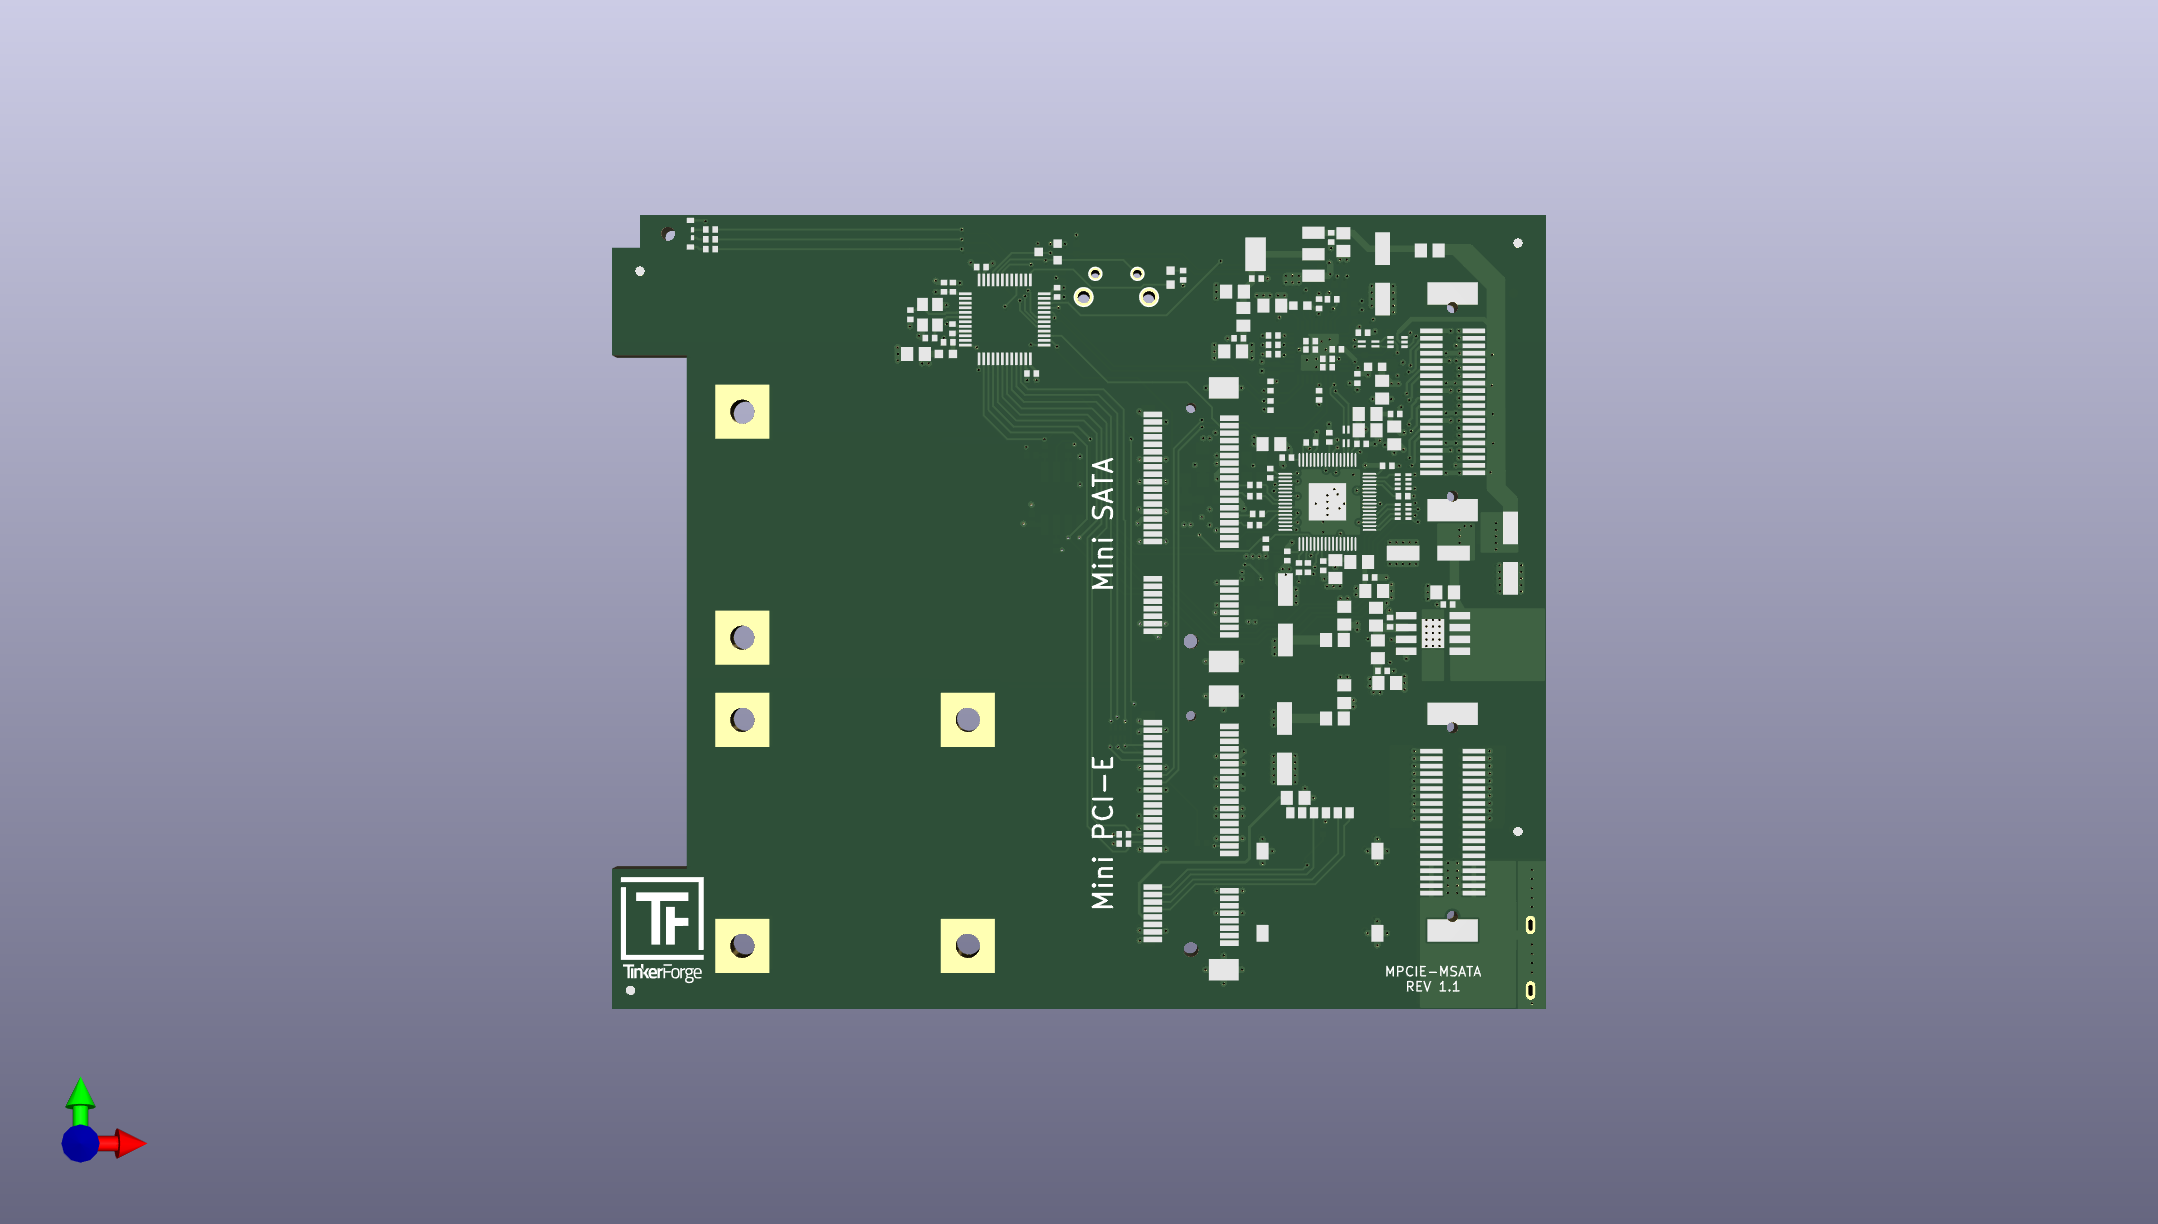 Mini SATA
Mini PCI-E
TF
TinkerForge
MPCIE-MSATA
REV 1.1